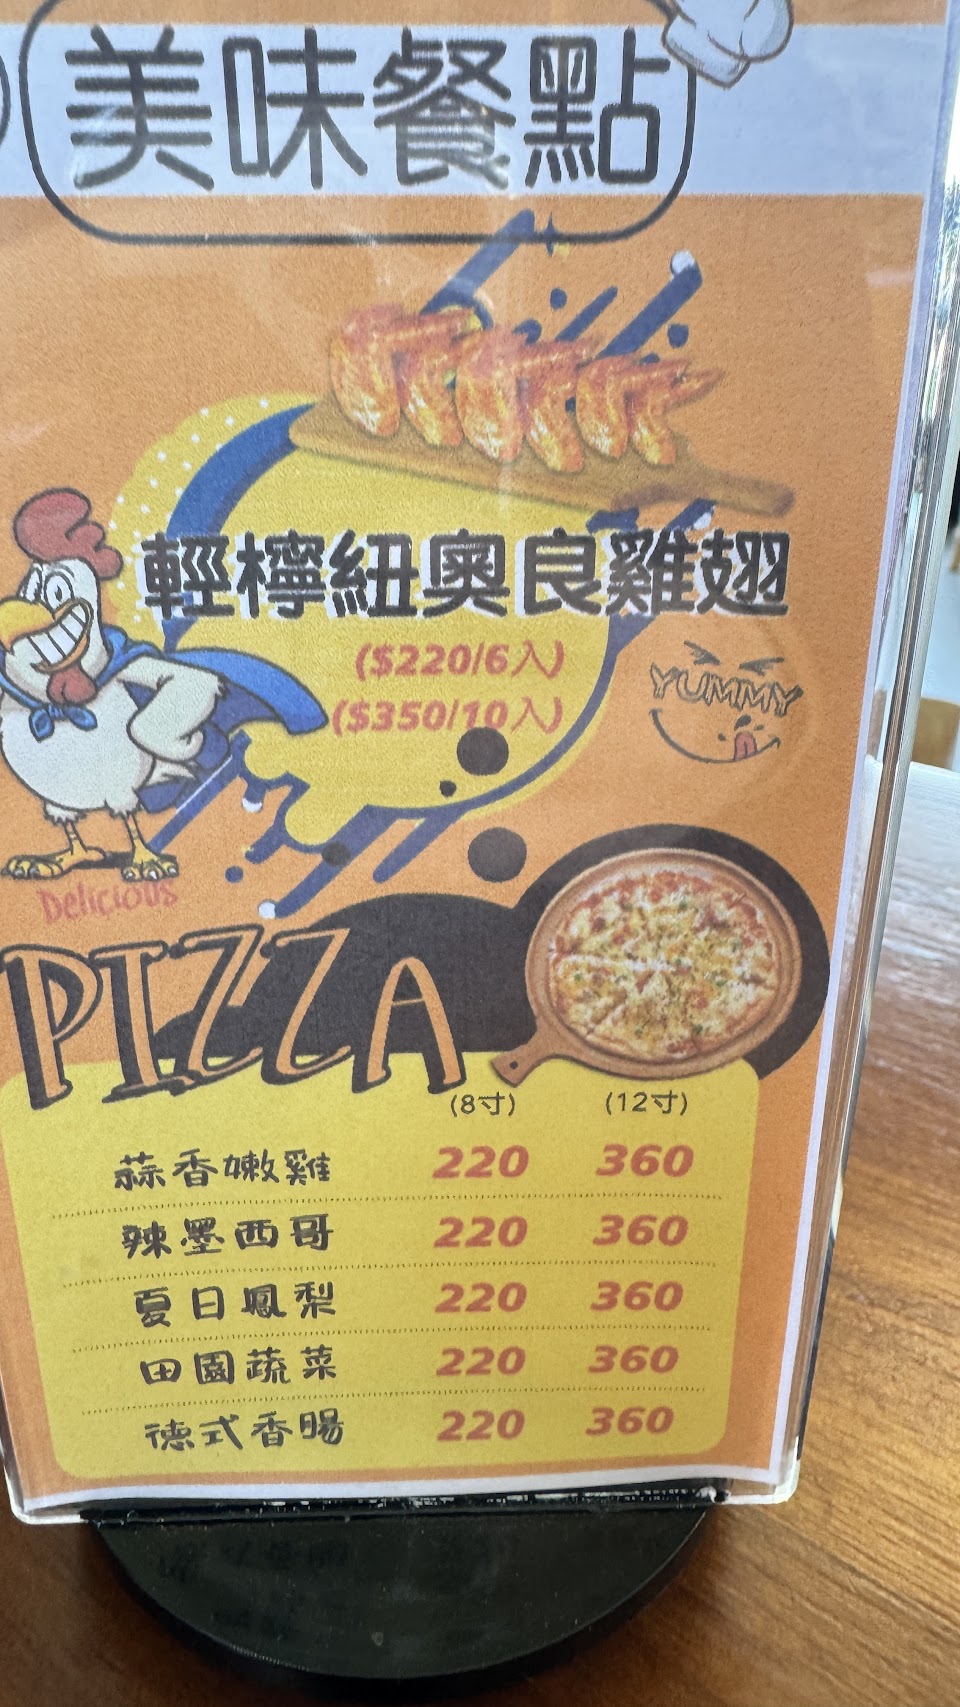 美味餐點
輕檸紐奧良雞翅
($220/6入)
($350/10入)
YUMMY
Delicious
PIZZA
(8寸) (12寸)
蒜香嫩雞 220 360
辣墨西哥 220 360
夏日鳳梨 220 360
田園蔬菜 220 360
德式香腸 220 360